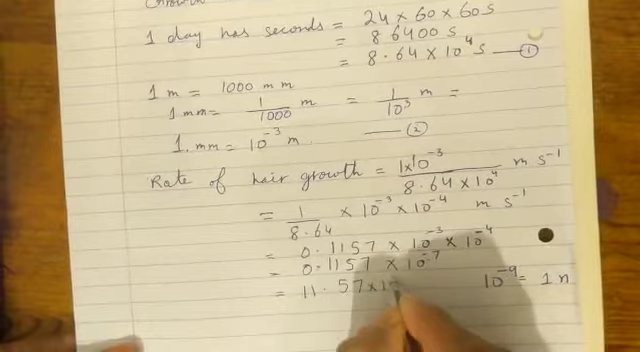 1 day has seconds = 24 × 60 × 60 s
= 86400 s
= 8.64 × 10⁴ s —— ①
1 m = 1000 mm
1 mm = 1/1000 m = 1/10³ m =
1. mm = 10⁻³ m. —— ②
Rate of hair growth = 1×10⁻³/8.64 × 10⁴ m s⁻¹
= 1/8.64 × 10⁻³ × 10⁻⁴ m s⁻¹
= 0.1157 × 10⁻³ × 10⁻⁴
= 0.1157 × 10⁻⁷
= 11.57 × 1
10⁻⁹ = 1 n